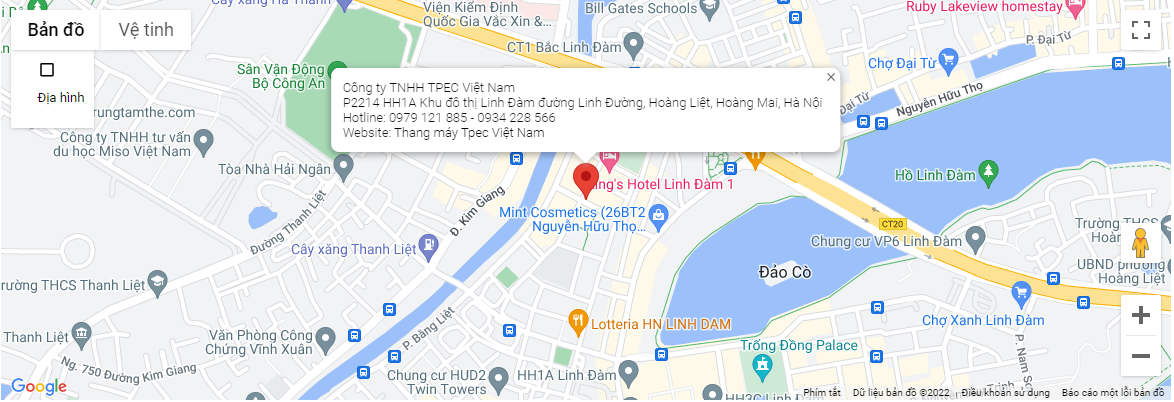 Cây xăng Hà Thanh
Viện Kiểm Định
Quốc Gia Vắc Xin &...
Bill Gates Schools
Ruby Lakeview homestay
Bản đồ
Vệ tinh
Địa hình
CT1 Bắc Linh Đàm
P. Đại Từ
Chợ Đại Từ
Sân Vận Động
Bộ Công An
Công ty TNHH TPEC Việt Nam
P2214 HH1A Khu đô thị Linh Đàm đường Linh Đường, Hoàng Liệt, Hoàng Mai, Hà Nội
Hotline: 0979 121 885 - 0934 228 566
Website: Thang máy Tpec Việt Nam
Đại Từ
Nguyễn Hữu Thọ
trungtamthe.com
Công ty TNHH tư vấn
du học Miso Việt Nam
Tòa Nhà Hải Ngân
Hồ Linh Đàm
ng's Hotel Linh Đàm 1
Mint Cosmetics (26BT2
Nguyễn Hữu Thọ...
Đường Thanh Liệt
Đ. Kim Giang
CT20
Trường THCS
Hoàng Liệt
Cây xăng Thanh Liệt
Chung cư VP6 Linh Đàm
UBND phường
Hoàng Liệt
Đảo Cò
Trường THCS Thanh Liệt
P. Bằng Liệt
Chợ Xanh Linh Đàm
Thanh Liệt
Văn Phòng Công
Chứng Vĩnh Xuân
Lotteria HN LINH DAM
Trống Đồng Palace
Ng. 750 Đường Kim Giang
Chung cư HUD2
Twin Towers
HH1A Linh Đàm
HH3C Linh Đàm
Google
Phím tắt
Dữ liệu bản đồ ©2022
Điều khoản sử dụng
Báo cáo một lỗi bản đồ